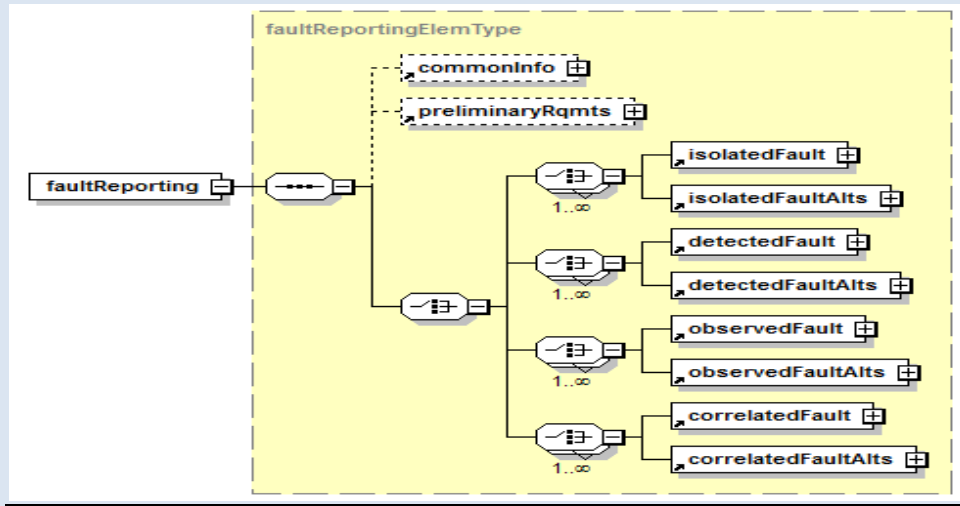 faultReportingElemType
commonInfo
preliminaryRqmts
faultReporting
isolatedFault
1..∞
isolatedFaultAlts
detectedFault
1..∞
detectedFaultAlts
observedFault
1..∞
observedFaultAlts
correlatedFault
1..∞
correlatedFaultAlts